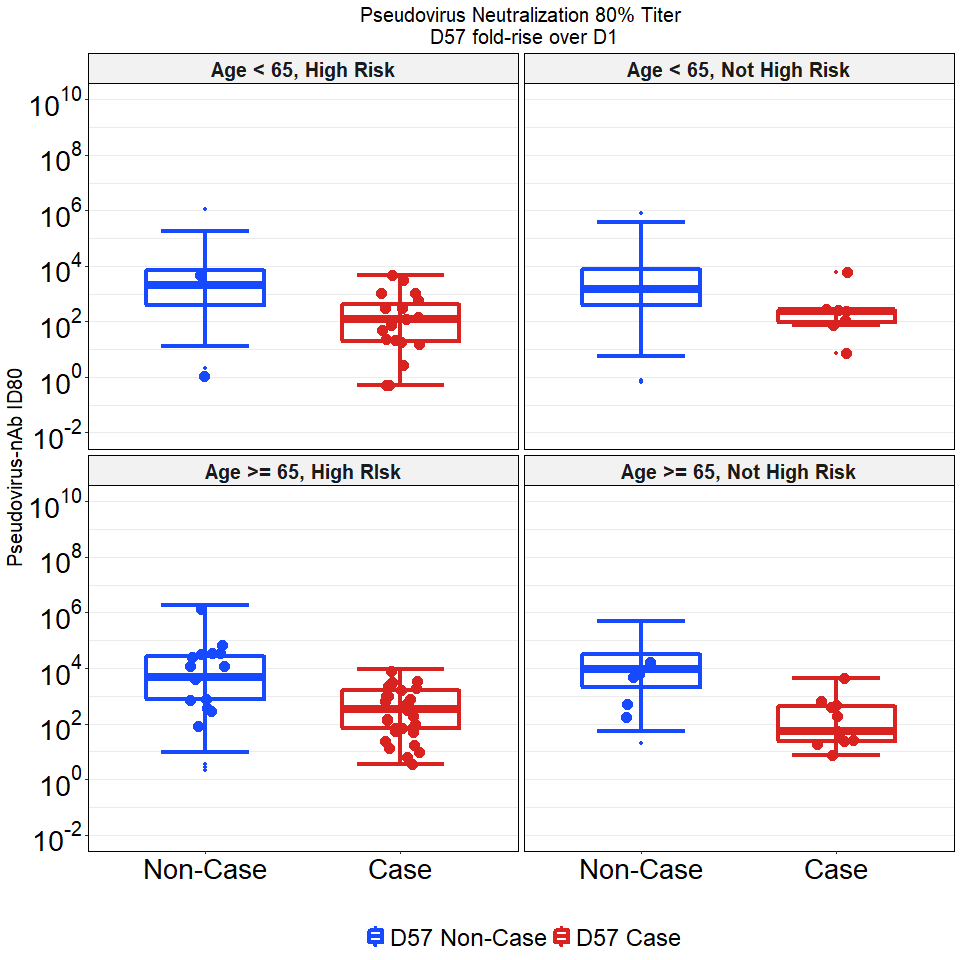 Pseudovirus Neutralization 80% Titer
D57 fold-rise over D1
Age < 65, High Risk
Age < 65, Not High Risk
10^10
10^8
10^6
10^4
10^2
10^0
10^-2
Pseudovirus-nAb ID80
Age >= 65, High RIsk
Age >= 65, Not High Risk
10^10
10^8
10^6
10^4
10^2
10^0
10^-2
Non-Case Case Non-Case Case
D57 Non-Case D57 Case